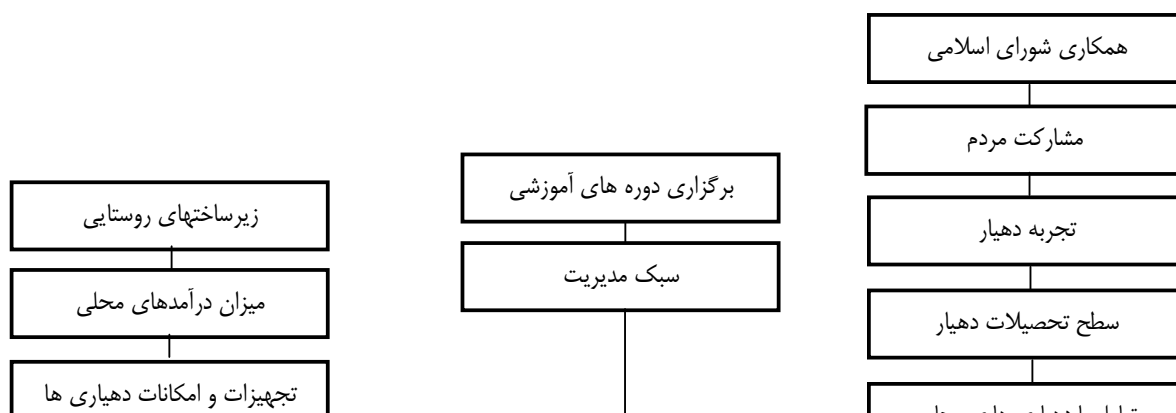 همکاری شورای اسلامی
مشارکت مردم
تجربه دهیار
سطح تحصیلات دهیار
برگزاری دوره های آموزشی
سبک مدیریت
زیرساختهای روستایی
میزان درآمدهای محلی
تجهیزات و امکانات دهیاری ها